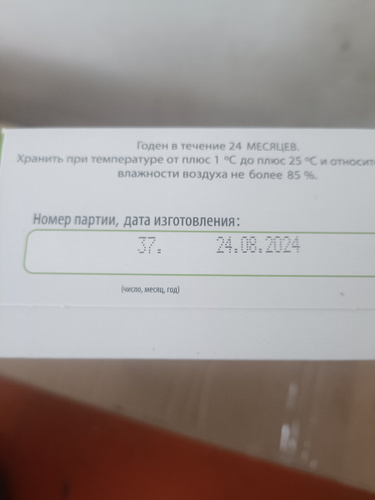 Годен в течение 24 МЕСЯЦЕВ.
Хранить при температуре от плюс 1 °С до плюс 25 °С и относит
влажности воздуха не более 85 %.
Номер партии, дата изготовления:
37. 24.08.2024
(число, месяц, год)